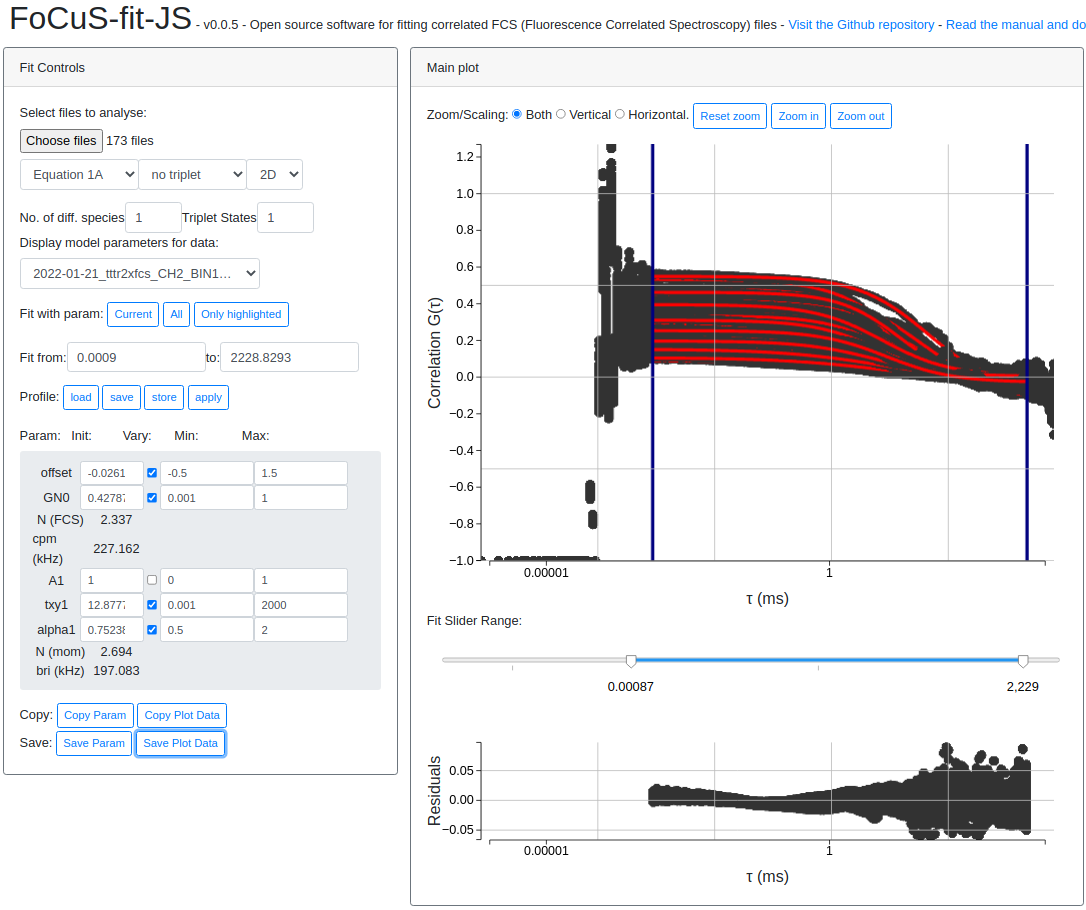 FoCuS-fit-JS - v0.0.5 - Open source software for fitting correlated FCS (Fluorescence Correlated Spectroscopy) files - Visit the Github repository - Read the manual and do
Fit Controls
Select files to analyse:
Choose files 173 files
Equation 1A no triplet 2D
No. of diff. species 1 Triplet States 1
Display model parameters for data:
2022-01-21_tttr2xfcs_CH2_BIN1...
Fit with param: Current All Only highlighted
Fit from: 0.0009 to: 2228.8293
Profile: load save store apply
Param: Init: Vary: Min: Max:
offset -0.0261 -0.5 1.5
GN0 0.42787 0.001 1
N (FCS) 2.337
cpm
(kHz) 227.162
A1 1 0 1
txy1 12.8777 0.001 2000
alpha1 0.75238 0.5 2
N (mom) 2.694
bri (kHz) 197.083
Copy: Copy Param Copy Plot Data
Save: Save Param Save Plot Data
Main plot
Zoom/Scaling: Both Vertical Horizontal. Reset zoom Zoom in Zoom out
Correlation G(τ)
1.2
1.0
0.8
0.6
0.4
0.2
0.0
−0.2
−0.4
−0.6
−0.8
−1.0
0.00001 1
τ (ms)
Fit Slider Range:
0.00087 2,229
Residuals
0.05
0.00
−0.05
0.00001 1
τ (ms)